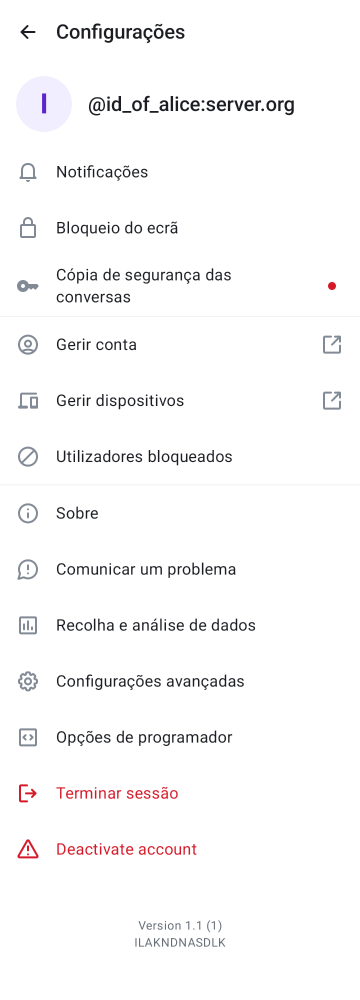 Configurações
I
@id_of_alice:server.org
Notificações
Bloqueio do ecrã
Cópia de segurança das
conversas
Gerir conta
Gerir dispositivos
Utilizadores bloqueados
Sobre
Comunicar um problema
Recolha e análise de dados
Configurações avançadas
Opções de programador
Terminar sessão
Deactivate account
Version 1.1 (1)
ILAKNDNASDLK